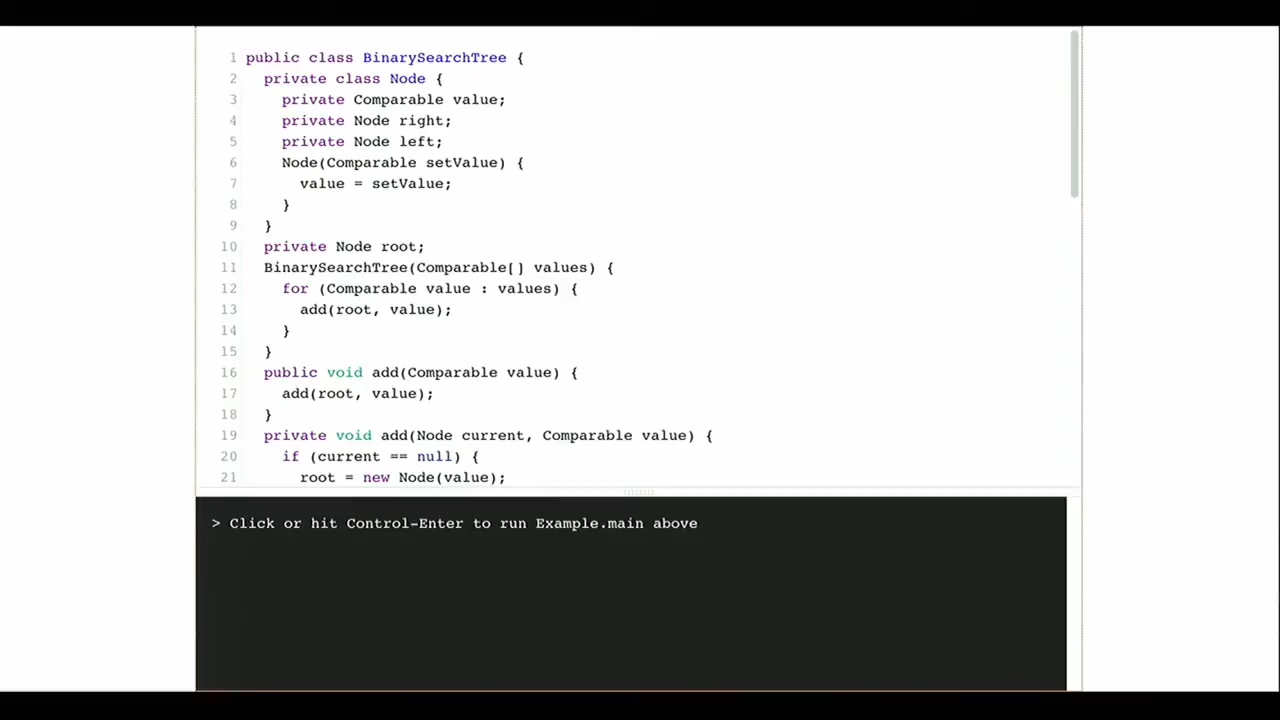 1 public class BinarySearchTree {
2 private class Node {
3 private Comparable value;
4 private Node right;
5 private Node left;
6 Node(Comparable setValue) {
7 value = setValue;
8 }
9 }
10 private Node root;
11 BinarySearchTree(Comparable[] values) {
12 for (Comparable value : values) {
13 add(root, value);
14 }
15 }
16 public void add(Comparable value) {
17 add(root, value);
18 }
19 private void add(Node current, Comparable value) {
20 if (current == null) {
21 root = new Node(value);
> Click or hit Control-Enter to run Example.main above